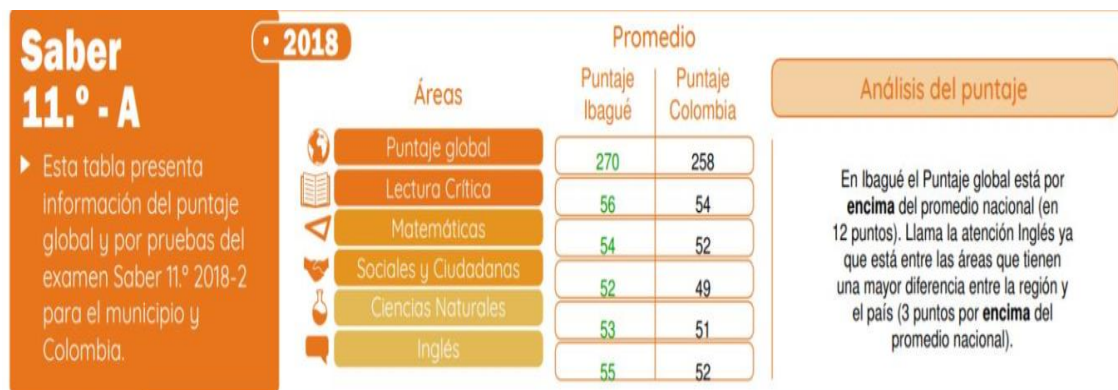 Saber
11.º - A
Esta tabla presenta
información del puntaje
global y por pruebas del
examen Saber 11.º 2018-2
para el municipio y
Colombia.
• 2018
Promedio
Áreas
Puntaje
Ibagué
Puntaje
Colombia
Puntaje global 270 258
Lectura Crítica 56 54
Matemáticas 54 52
Sociales y Ciudadanas 52 49
Ciencias Naturales 53 51
Inglés 55 52
Análisis del puntaje
En Ibagué el Puntaje global está por
encima del promedio nacional (en
12 puntos). Llama la atención Inglés ya
que está entre las áreas que tienen
una mayor diferencia entre la región y
el país (3 puntos por encima del
promedio nacional).